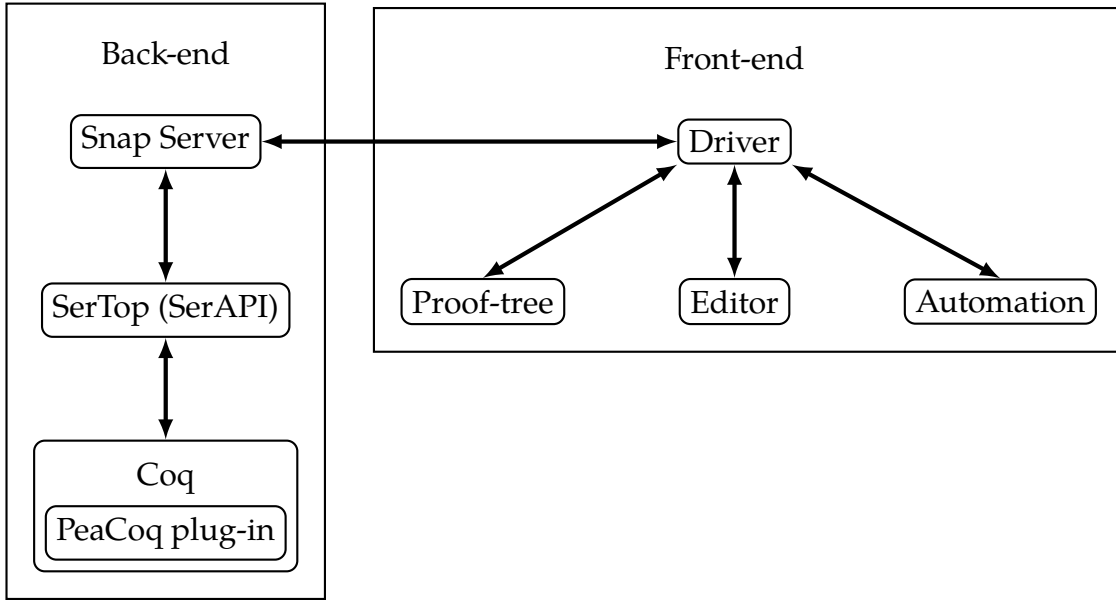 Back-end
Snap Server
SerTop (SerAPI)
Coq
PeaCoq plug-in
Front-end
Driver
Proof-tree
Editor
Automation